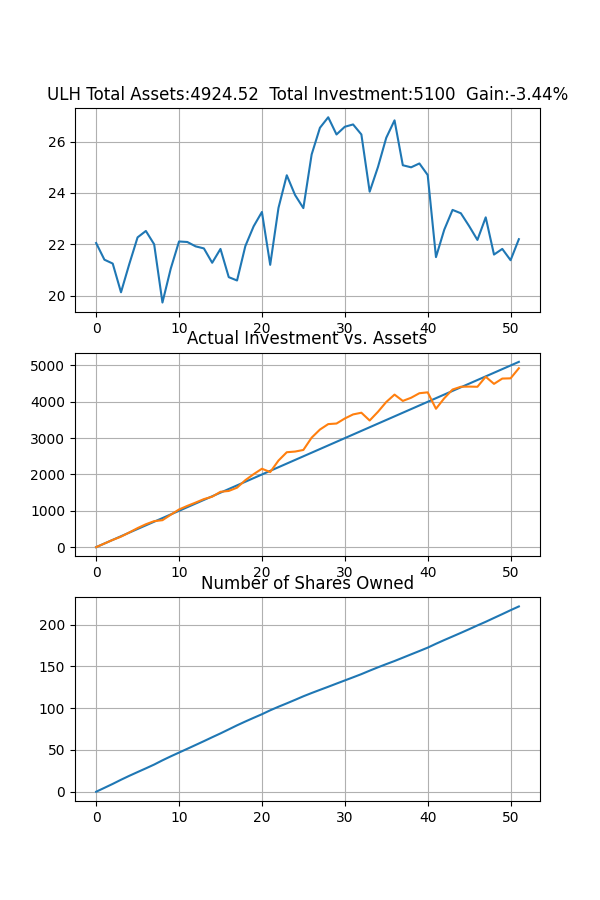 ULH Total Assets:4924.52  Total Investment:5100  Gain:-3.44%
26
24
22
20
0 10 20 30 40 50
Actual Investment vs. Assets
5000
4000
3000
2000
1000
0
0 10 20 30 40 50
Number of Shares Owned
200
150
100
50
0
0 10 20 30 40 50